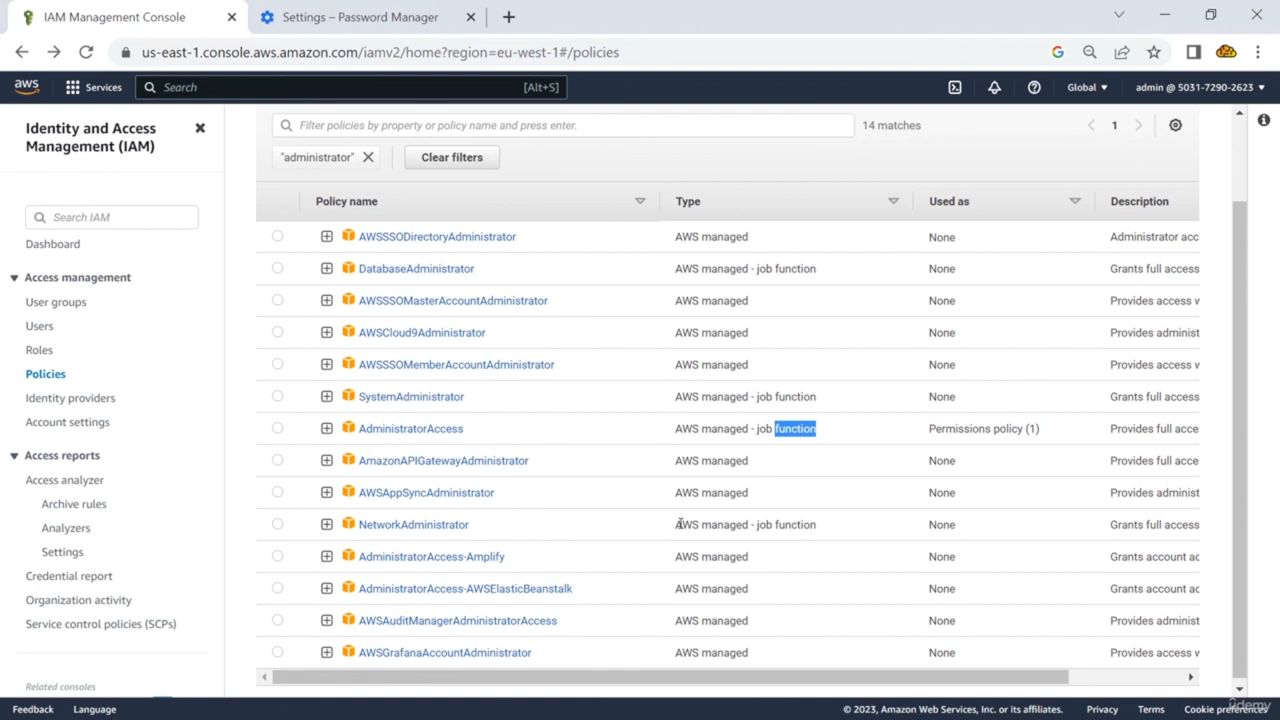 IAM Management Console
Settings – Password Manager
us-east-1.console.aws.amazon.com/iamv2/home?region=eu-west-1#/policies
aws Services Search [Alt+S] Global admin @ 5031-7290-2623
Identity and Access Management (IAM)
Search IAM
Dashboard
Access management
User groups
Users
Roles
Policies
Identity providers
Account settings
Access reports
Access analyzer
Archive rules
Analyzers
Settings
Credential report
Organization activity
Service control policies (SCPs)
Related consoles
Filter policies by property or policy name and press enter. 14 matches 1
"administrator" Clear filters
Policy name Type Used as Description
AWSSSODirectoryAdministrator AWS managed None Administrator acc
DatabaseAdministrator AWS managed - job function None Grants full access
AWSSSOMasterAccountAdministrator AWS managed None Provides access w
AWSCloud9Administrator AWS managed None Provides administ
AWSSSOMemberAccountAdministrator AWS managed None Provides access w
SystemAdministrator AWS managed - job function None Grants full access
AdministratorAccess AWS managed - job function Permissions policy (1) Provides full acce
AmazonAPIGatewayAdministrator AWS managed None Provides full acce
AWSAppSyncAdministrator AWS managed None Provides administ
NetworkAdministrator AWS managed - job function None Grants full access
AdministratorAccess-Amplify AWS managed None Grants account ac
AdministratorAccess-AWSElasticBeanstalk AWS managed None Grants account ac
AWSAuditManagerAdministratorAccess AWS managed None Provides administ
AWSGrafanaAccountAdministrator AWS managed None Provides access w
Feedback Language © 2023, Amazon Web Services, Inc. or its affiliates. Privacy Terms Cookie preferences
udemy